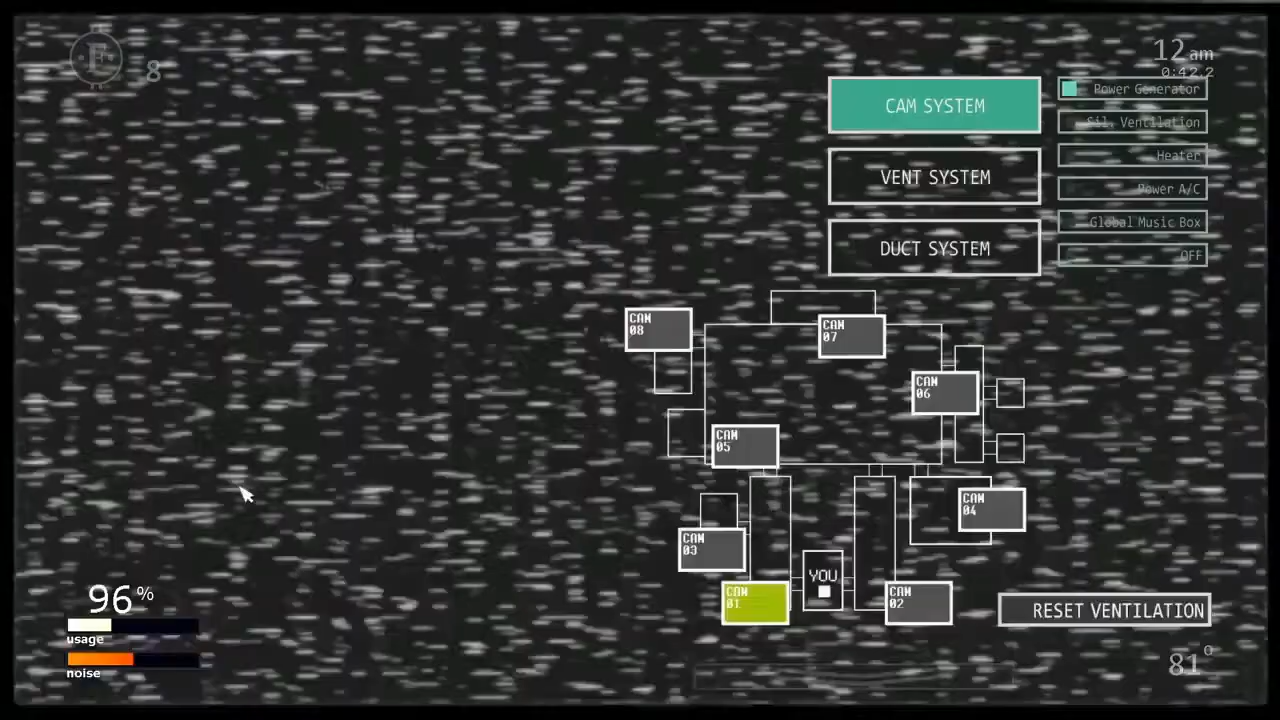 E 8
12 am
0:42.2
CAM SYSTEM
VENT SYSTEM
DUCT SYSTEM
Power Generator
Sil. Ventilation
Heater
Power A/C
Global Music Box
OFF
CAM
08
CAM
07
CAM
06
CAM
05
CAM
04
CAM
03
YOU
CAM
01
CAM
02
RESET VENTILATION
96 %
usage
noise
81°